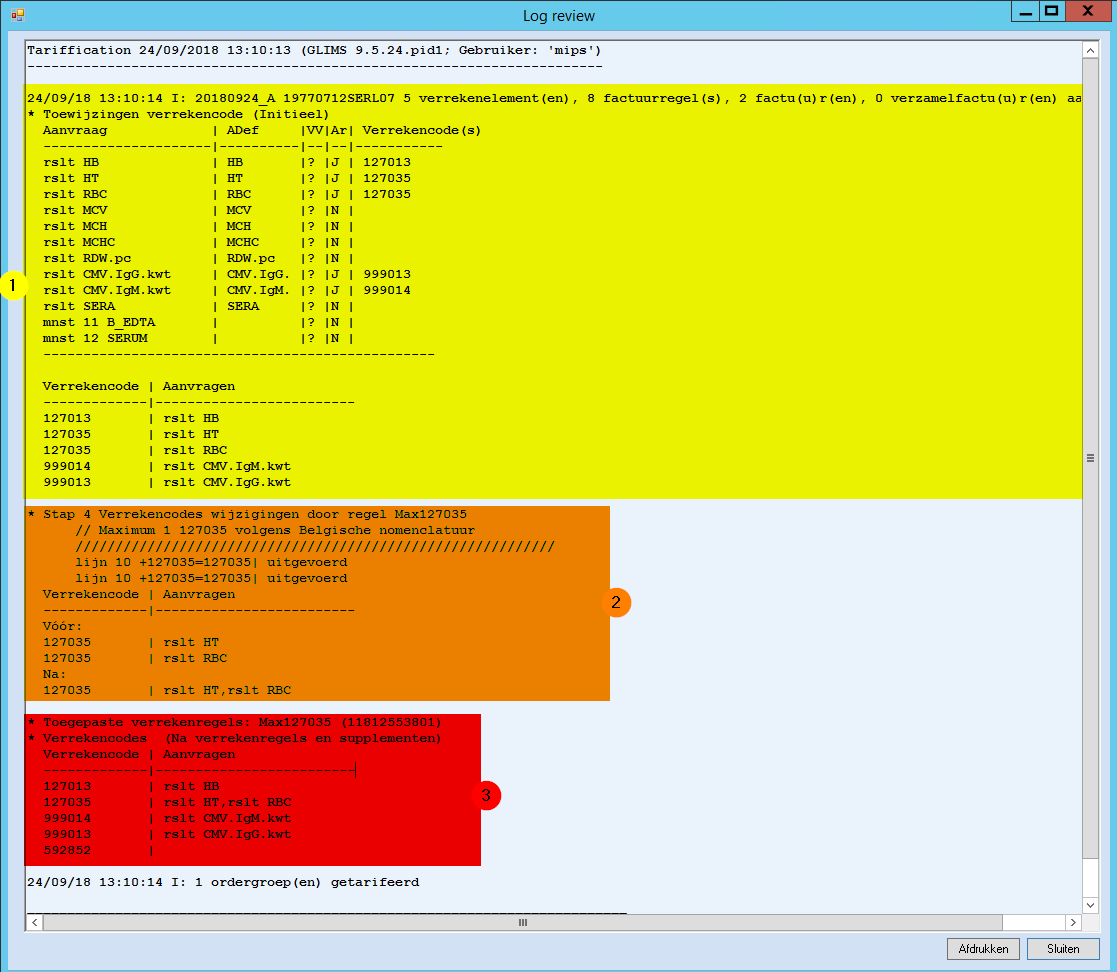 Log review
Tariffication 24/09/2018 13:10:13 (GLIMS 9.5.24.pid1; Gebruiker: 'mips')
------------------------------------------------------------------------
24/09/18 13:10:14 I: 20180924_A 19770712SERL07 5 verrekenelement(en), 8 factuurregel(s), 2 factu(u)r(en), 0 verzamelfactu(u)r(en) aa
* Toewijzingen verrekencode (Initieel)
Aanvraag | ADef |VV|Ar| Verrekencode(s)
---------------------|----------|--|--|-----------
rslt HB | HB |? |J | 127013
rslt HT | HT |? |J | 127035
rslt RBC | RBC |? |J | 127035
rslt MCV | MCV |? |N |
rslt MCH | MCH |? |N |
rslt MCHC | MCHC |? |N |
rslt RDW.pc | RDW.pc |? |N |
rslt CMV.IgG.kwt | CMV.IgG. |? |J | 999013
1 rslt CMV.IgM.kwt | CMV.IgM. |? |J | 999014
rslt SERA | SERA |? |N |
mnst 11 B_EDTA | |? |N |
mnst 12 SERUM | |? |N |
-------------------------------------------------
Verrekencode | Aanvragen
-------------|-------------------------
127013 | rslt HB
127035 | rslt HT
127035 | rslt RBC
999014 | rslt CMV.IgM.kwt
999013 | rslt CMV.IgG.kwt
* Stap 4 Verrekencodes wijzigingen door regel Max127035
// Maximum 1 127035 volgens Belgische nomenclatuur
////////////////////////////////////////////////////////////
lijn 10 +127035=127035| uitgevoerd
lijn 10 +127035=127035| uitgevoerd
Verrekencode | Aanvragen 2
-------------|-------------------------
Vóór:
127035 | rslt HT
127035 | rslt RBC
Na:
127035 | rslt HT,rslt RBC
* Toegepaste verrekenregels: Max127035 (11812553801)
* Verrekencodes (Na verrekenregels en supplementen)
Verrekencode | Aanvragen
-------------|-------------------------
127013 | rslt HB
127035 | rslt HT,rslt RBC 3
999014 | rslt CMV.IgM.kwt
999013 | rslt CMV.IgG.kwt
592852 |
24/09/18 13:10:14 I: 1 ordergroep(en) getarifeerd
Afdrukken Sluiten